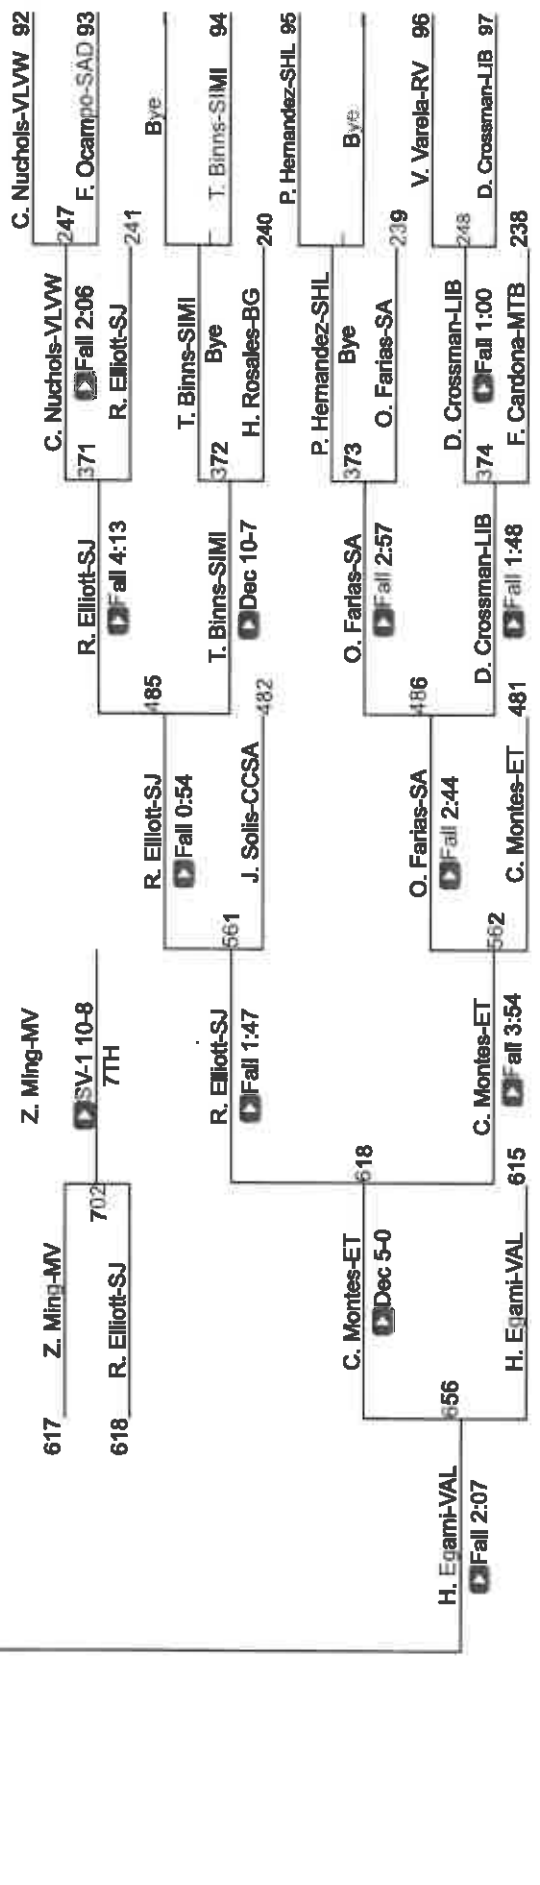 C. Nuchols-VLVW 92
F. Ocampo-SAD 93
Bye
T. Binns-SIMI 94
P. Hernandez-SHL 95
Bye
V. Varela-RV 96
D. Crossman-LIB 97
C. Nuchols-VLVW 247
Fall 2:06
R. Elliott-SJ 241
T. Binns-SIMI
Bye
H. Rosales-BG 240
P. Hernandez-SHL
Bye
O. Farias-SA 239
D. Crossman-LIB 248
Fall 1:00
F. Cardona-MTB 238
R. Elliott-SJ 371
Fall 4:13
T. Binns-SIMI 372
Dec 10-7
O. Farias-SA 373
Fall 2:57
D. Crossman-LIB 374
Fall 1:48
R. Elliott-SJ 485
Fall 0:54
J. Solis-CCSA 482
O. Farias-SA 486
Fall 2:44
C. Montes-ET 481
R. Elliott-SJ 561
Fall 1:47
C. Montes-ET 562
Fall 3:54
C. Montes-ET 618
Dec 5-0
H. Egami-VAL 615
H. Egami-VAL 656
Fall 2:07
617 Z. Ming-MV
618 R. Elliott-SJ
702
Z. Ming-MV
SV-1 10-8
7TH